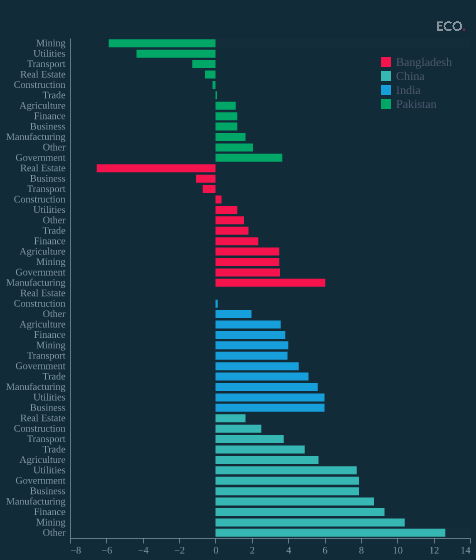 ECO.
Mining
Utilities
Transport
Real Estate
Construction
Trade
Agriculture
Finance
Business
Manufacturing
Other
Government
Real Estate
Business
Transport
Construction
Utilities
Other
Trade
Finance
Agriculture
Mining
Government
Manufacturing
Real Estate
Construction
Other
Agriculture
Finance
Mining
Transport
Government
Trade
Manufacturing
Utilities
Business
Real Estate
Construction
Transport
Trade
Agriculture
Utilities
Government
Business
Manufacturing
Finance
Mining
Other
Bangladesh
China
India
Pakistan
−8 −6 −4 −2 0 2 4 6 8 10 12 14